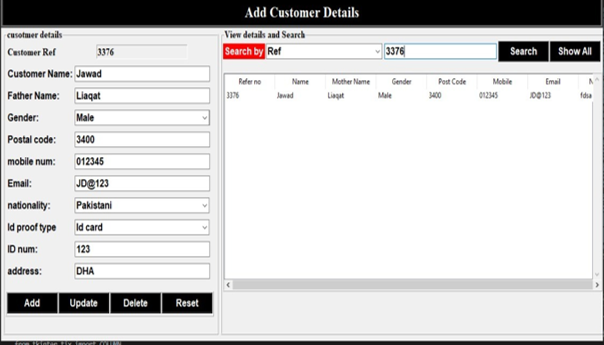 Add Customer Details
cusotmer details
Customer Ref 3376
Customer Name: Jawad
Father Name: Liaqat
Gender: Male
Postal code: 3400
mobile num: 012345
Email: JD@123
nationality: Pakistani
Id proof type Id card
ID num: 123
address: DHA
Add Update Delete Reset
View details and Search
Search by Ref 3376 Search Show All
Refer no Name Mother Name Gender Post Code Mobile Email N
3376 Jawad Liaqat Male 3400 012345 JD@123 fdsa
from tkinter.tix import COLUMN